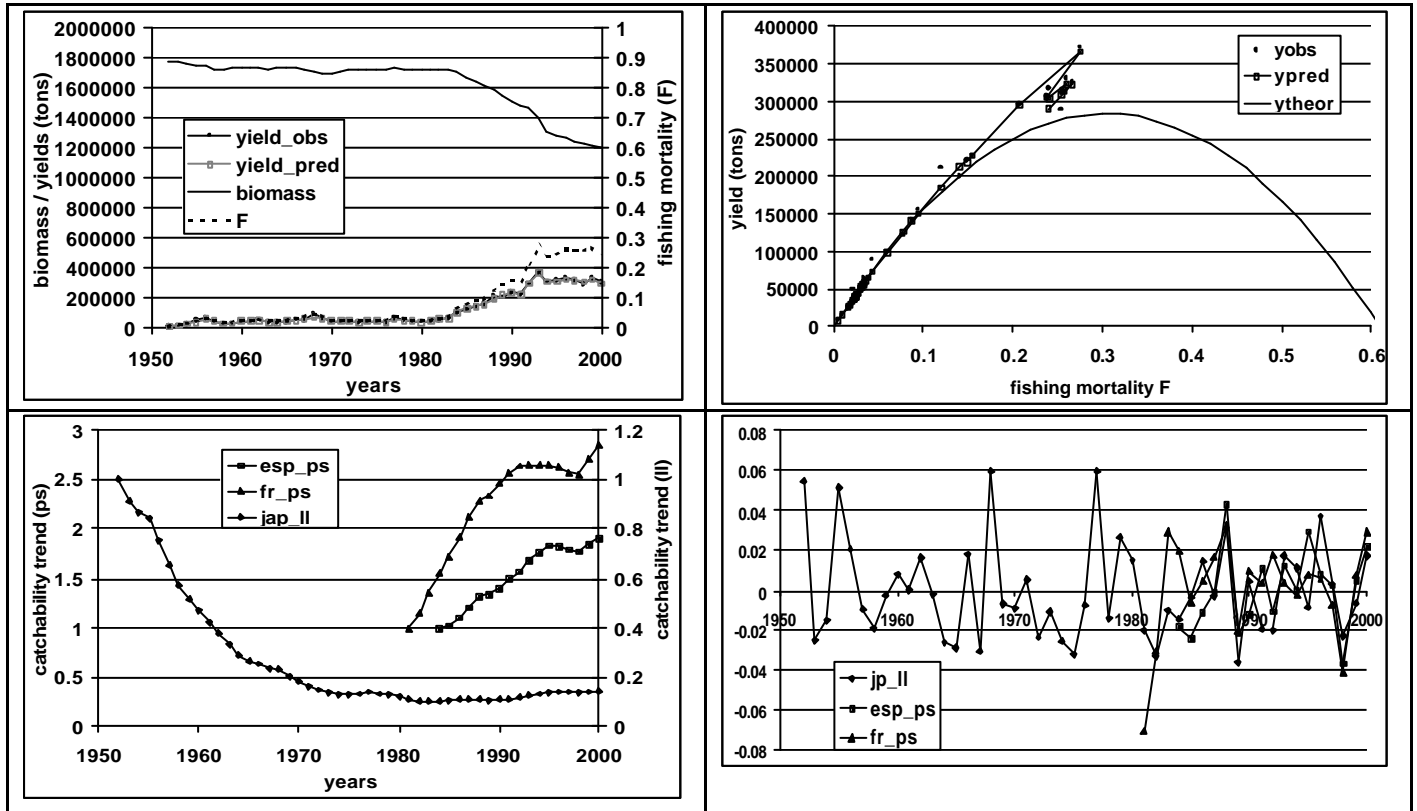 2000000
1800000
1600000
1400000
1200000
1000000
800000
600000
400000
200000
0
biomass / yields (tons)
yield_obs
yield_pred
biomass
F
1
0.9
0.8
0.7
0.6
0.5
0.4
0.3
0.2
0.1
0
fishing mortality (F)
1950 1960 1970 1980 1990 2000
years
400000
350000
300000
250000
200000
150000
100000
50000
0
yield (tons)
yobs
ypred
ytheor
0 0.1 0.2 0.3 0.4 0.5 0.6
fishing mortality F
3
2.5
2
1.5
1
0.5
0
catchability trend (ps)
esp_ps
fr_ps
jap_ll
1.2
1
0.8
0.6
0.4
0.2
0
catchability trend (ll)
1950 1960 1970 1980 1990 2000
years
0.08
0.06
0.04
0.02
0
-0.02
-0.04
-0.06
-0.08
1950 1960 1970 1980 1990 2000
jp_ll
esp_ps
fr_ps